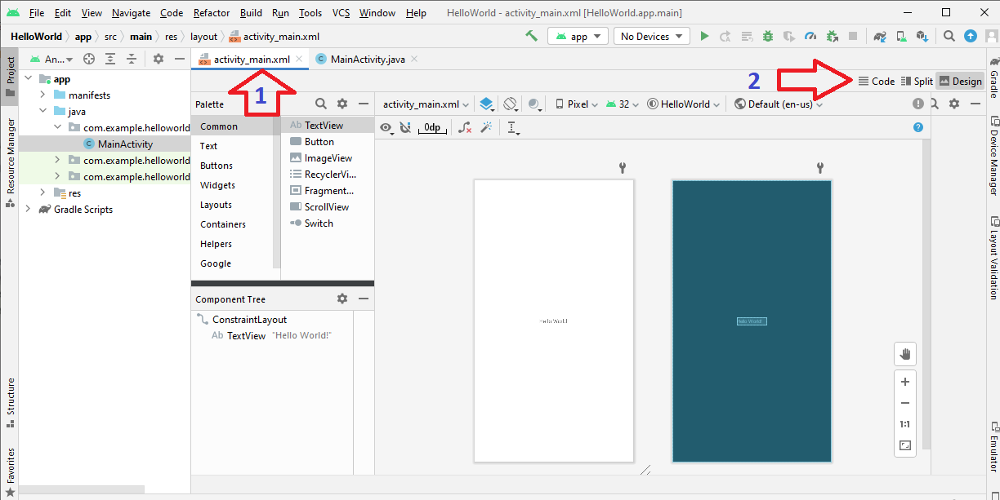 File Edit View Navigate Code Refactor Build Run Tools VCS Window Help HelloWorld - activity_main.xml [HelloWorld.app.main]
HelloWorld app src main res layout activity_main.xml app No Devices
Project
An...
activity_main.xml
MainActivity.java
1
2
Code Split Design
app
manifests
java
com.example.helloworld
MainActivity
com.example.helloworld
com.example.helloworld
res
Gradle Scripts
Resource Manager
Structure
Favorites
Palette
Common
Text
Buttons
Widgets
Layouts
Containers
Helpers
Google
Ab TextView
Button
ImageView
RecyclerVi...
Fragment...
ScrollView
Switch
Component Tree
ConstraintLayout
Ab TextView "Hello World!"
activity_main.xml Pixel 32 HelloWorld Default (en-us)
0dp
Hello World
Hello World!
1:1
Gradle
Device Manager
Layout Validation
Emulator